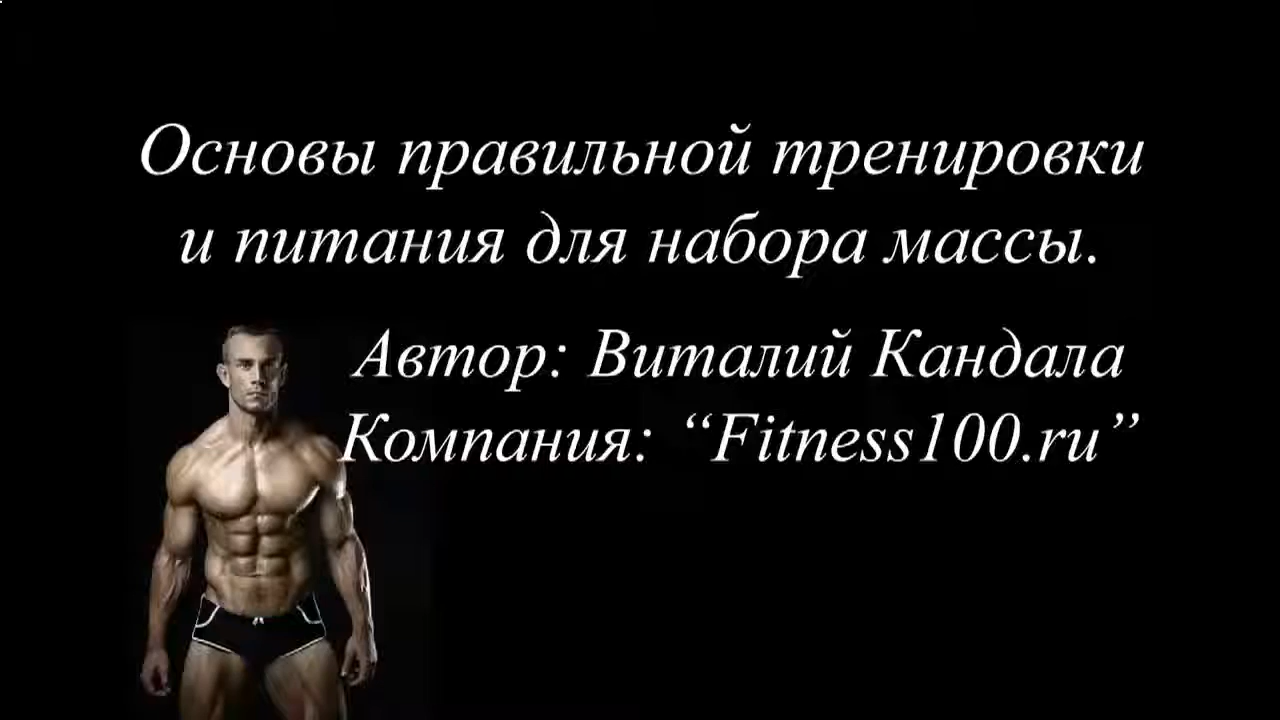 Основы правильной тренировки
и питания для набора массы.
Автор: Виталий Кандала
Компания: “Fitness100.ru”